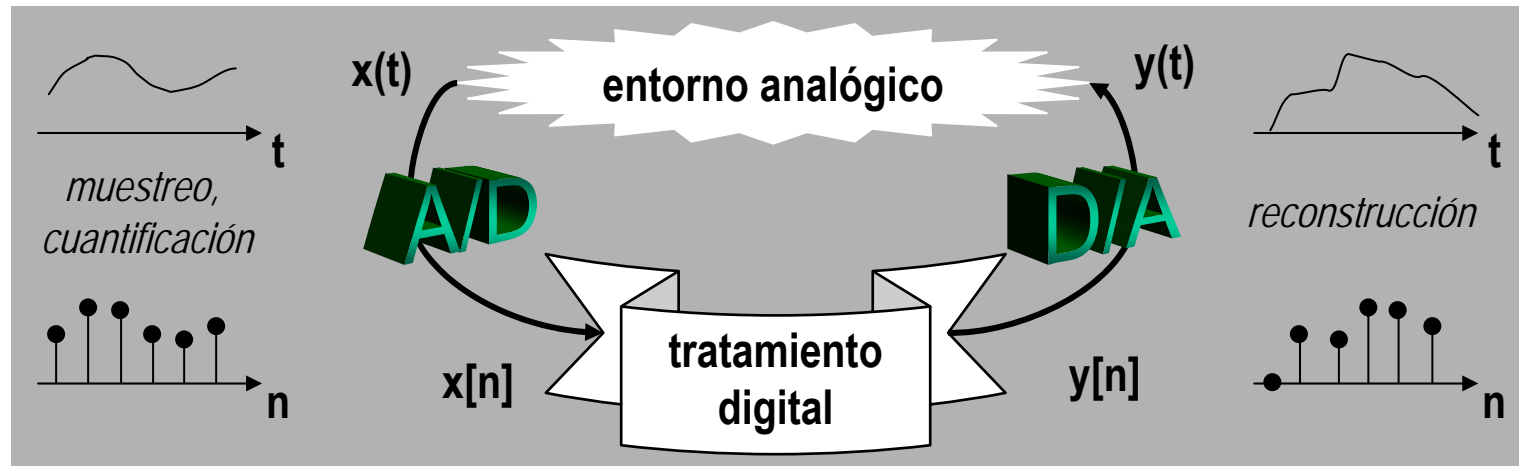 x(t)
entorno analógico
y(t)
t
t
muestreo,
cuantificación
A/D
D/A
reconstrucción
tratamiento
digital
x[n]
y[n]
n
n